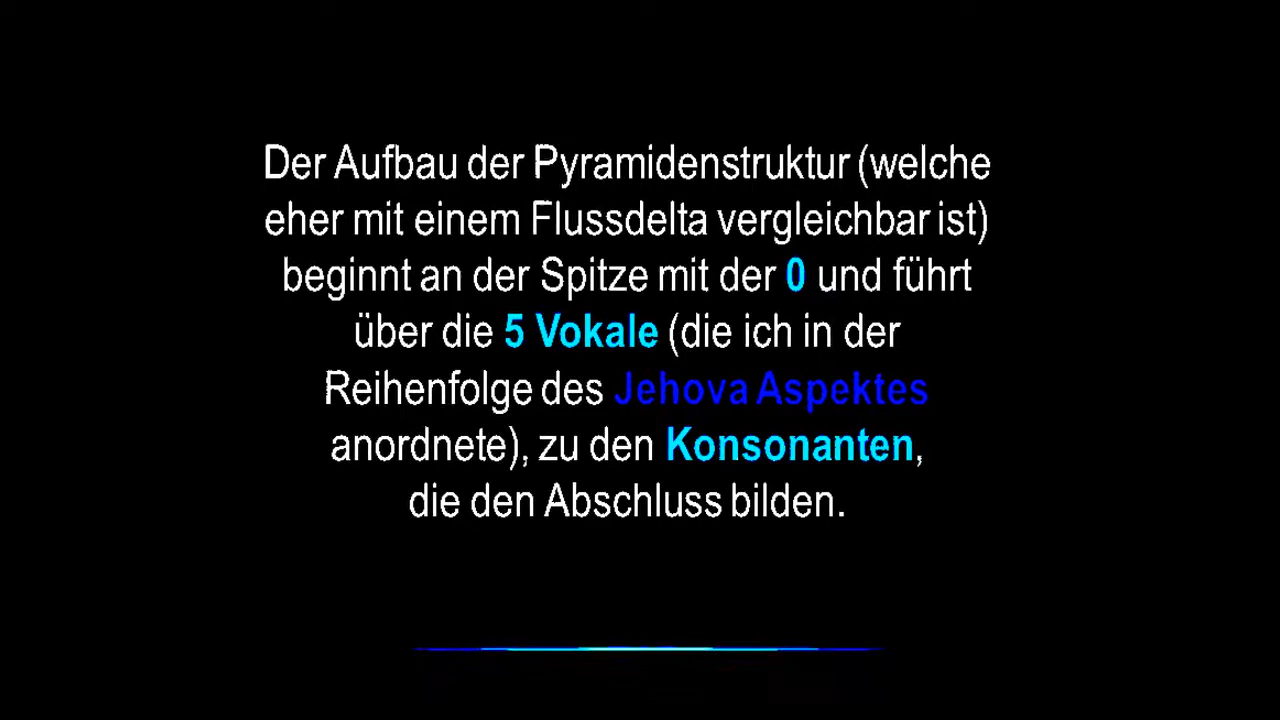 Der Aufbau der Pyramidenstruktur (welche
eher mit einem Flussdelta vergleichbar ist)
beginnt an der Spitze mit der 0 und führt
über die 5 Vokale (die ich in der
Reihenfolge des Jehova Aspektes
anordnete), zu den Konsonanten,
die den Abschluss bilden.